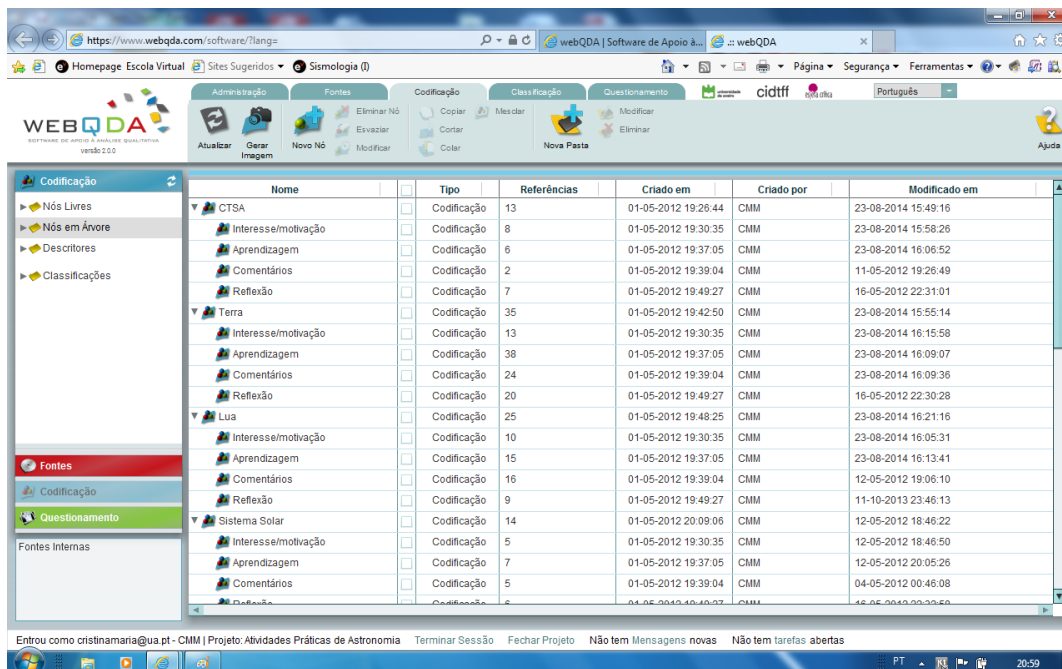 https://www.webqda.com/software/?lang=
webQDA | Software de Apoio à...
.:: webQDA
Homepage Escola Virtual
Sites Sugeridos
Sismologia (I)
Página
Segurança
Ferramentas
Administração
Fontes
Codificação
Classificação
Questionamento
cidtff
Português
WEBQDA
SOFTWARE DE APOIO À ANÁLISE QUALITATIVA
versão 2.0.0
Atualizar
Gerar Imagem
Novo Nó
Eliminar Nó
Esvaziar
Modificar
Copiar
Cortar
Colar
Mesclar
Nova Pasta
Modificar
Eliminar
Ajuda
Codificação
Nós Livres
Nós em Árvore
Descritores
Classificações
Fontes
Codificação
Questionamento
Fontes Internas
Nome Tipo Referências Criado em Criado por Modificado em
CTSA Codificação 13 01-05-2012 19:26:44 CMM 23-08-2014 15:49:16
Interesse/motivação Codificação 8 01-05-2012 19:30:35 CMM 23-08-2014 15:58:26
Aprendizagem Codificação 6 01-05-2012 19:37:05 CMM 23-08-2014 16:06:52
Comentários Codificação 2 01-05-2012 19:39:04 CMM 11-05-2012 19:26:49
Reflexão Codificação 7 01-05-2012 19:49:27 CMM 16-05-2012 22:31:01
Terra Codificação 35 01-05-2012 19:42:50 CMM 23-08-2014 15:55:14
Interesse/motivação Codificação 13 01-05-2012 19:30:35 CMM 23-08-2014 16:15:58
Aprendizagem Codificação 38 01-05-2012 19:37:05 CMM 23-08-2014 16:09:07
Comentários Codificação 24 01-05-2012 19:39:04 CMM 23-08-2014 16:09:36
Reflexão Codificação 20 01-05-2012 19:49:27 CMM 16-05-2012 22:30:28
Lua Codificação 25 01-05-2012 19:48:25 CMM 23-08-2014 16:21:16
Interesse/motivação Codificação 10 01-05-2012 19:30:35 CMM 23-08-2014 16:05:31
Aprendizagem Codificação 15 01-05-2012 19:37:05 CMM 23-08-2014 16:13:41
Comentários Codificação 16 01-05-2012 19:39:04 CMM 12-05-2012 19:06:10
Reflexão Codificação 9 01-05-2012 19:49:27 CMM 11-10-2013 23:46:13
Sistema Solar Codificação 14 01-05-2012 20:09:06 CMM 12-05-2012 18:46:22
Interesse/motivação Codificação 5 01-05-2012 19:30:35 CMM 12-05-2012 18:46:50
Aprendizagem Codificação 7 01-05-2012 19:37:05 CMM 12-05-2012 20:05:26
Comentários Codificação 5 01-05-2012 19:39:04 CMM 04-05-2012 00:46:08
Entrou como cristinamaria@ua.pt - CMM | Projeto: Atividades Práticas de Astronomia Terminar Sessão Fechar Projeto Não tem Mensagens novas Não tem tarefas abertas
PT
20:59